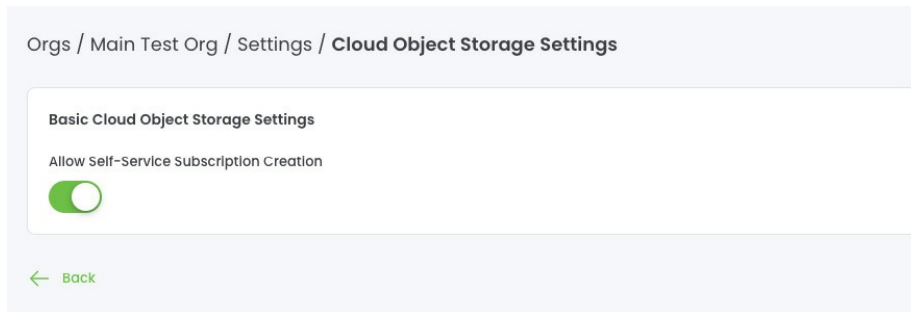 Orgs / Main Test Org / Settings / Cloud Object Storage Settings
Basic Cloud Object Storage Settings
Allow Self-Service Subscription Creation
Back